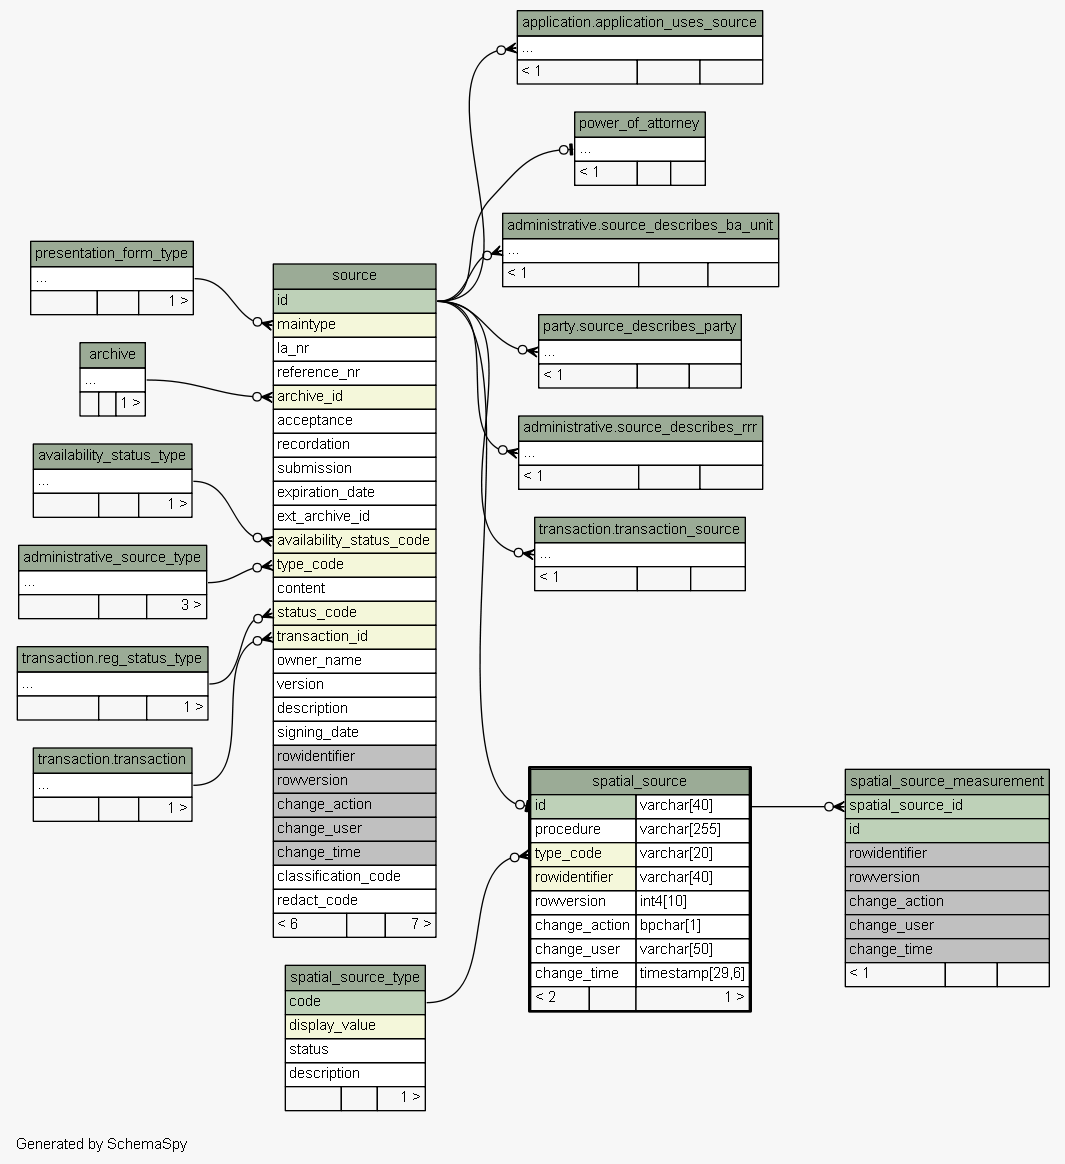 application.application_uses_source
...
< 1
power_of_attorney
...
< 1
administrative.source_describes_ba_unit
...
< 1
presentation_form_type
...
1 >
source
id
maintype
la_nr
reference_nr
archive_id
acceptance
recordation
submission
expiration_date
ext_archive_id
availability_status_code
type_code
content
status_code
transaction_id
owner_name
version
description
signing_date
rowidentifier
rowversion
change_action
change_user
change_time
classification_code
redact_code
< 6 7 >
party.source_describes_party
...
< 1
archive
...
1 >
administrative.source_describes_rrr
...
< 1
availability_status_type
...
1 >
transaction.transaction_source
...
< 1
administrative_source_type
...
3 >
transaction.reg_status_type
...
1 >
transaction.transaction
...
1 >
spatial_source
id varchar[40]
procedure varchar[255]
type_code varchar[20]
rowidentifier varchar[40]
rowversion int4[10]
change_action bpchar[1]
change_user varchar[50]
change_time timestamp[29,6]
< 2 1 >
spatial_source_measurement
spatial_source_id
id
rowidentifier
rowversion
change_action
change_user
change_time
< 1
spatial_source_type
code
display_value
status
description
1 >
Generated by SchemaSpy